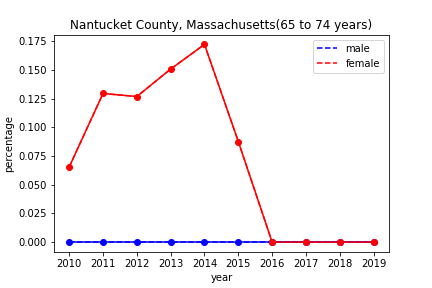 Nantucket County, Massachusetts(65 to 74 years)
male
female
percentage
0.175
0.150
0.125
0.100
0.075
0.050
0.025
0.000
2010 2011 2012 2013 2014 2015 2016 2017 2018 2019
year